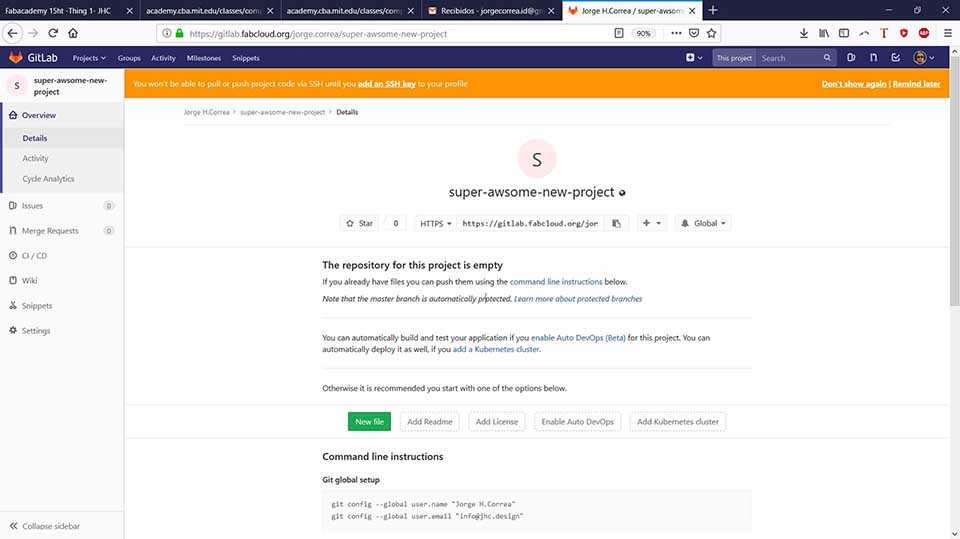 Fabacademy 15ht -Thing 1- JHC
academy.cba.mit.edu/classes/comp
academy.cba.mit.edu/classes/comp
Recibidos - jorgecorrea.id@gm
Jorge H.Correa / super-awsome
https://gitlab.fabcloud.org/jorge.correa/super-awsome-new-project
90%
ABP
GitLab
Projects
Groups
Activity
Milestones
Snippets
This project
Search
S
super-awsome-new-
project
You won't be able to pull or push project code via SSH until you add an SSH key to your profile
Don't show again | Remind later
Overview
Details
Activity
Cycle Analytics
Issues 0
Merge Requests 0
CI / CD
Wiki
Snippets
Settings
Collapse sidebar
Jorge H.Correa > super-awsome-new-project > Details
S
super-awsome-new-project
Star 0 HTTPS https://gitlab.fabcloud.org/jor Global
The repository for this project is empty
If you already have files you can push them using the command line instructions below.
Note that the master branch is automatically protected. Learn more about protected branches
You can automatically build and test your application if you enable Auto DevOps (Beta) for this project. You can
automatically deploy it as well, if you add a Kubernetes cluster.
Otherwise it is recommended you start with one of the options below.
New file Add Readme Add License Enable Auto DevOps Add Kubernetes cluster
Command line instructions
Git global setup
git config --global user.name "Jorge H.Correa"
git config --global user.email "info@jhc.design"